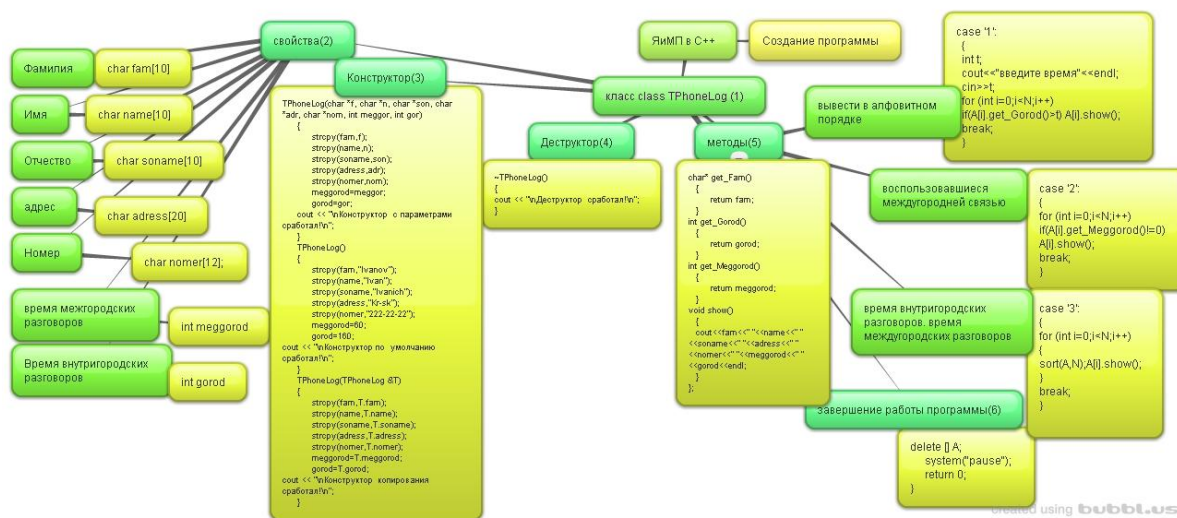 свойства(2)
Фамилия
char fam[10]
Имя
char name[10]
Отчество
char soname[10]
адрес
char adress[20]
Номер
char nomer[12];
время межгородских
разговоров
int meggorod
Время внутригородских
разговоров
int gorod
Конструктор(3)
TPhoneLog(char *f, char *n, char *son, char
*adr, char *nom, int meggor, int gor)
{
strcpy(fam,f);
strcpy(name,n);
strcpy(soname,son);
strcpy(adress,adr);
strcpy(nomer,nom);
meggorod=meggor;
gorod=gor;
cout << "\nКонструктор с параметрами
сработал!\n";
}
TPhoneLog()
{
strcpy(fam,"Ivanov");
strcpy(name,"Ivan");
strcpy(soname,"Ivanich");
strcpy(adress,"Kr-sk");
strcpy(nomer,"222-22-22");
meggorod=60;
gorod=160;
cout << "\nКонструктор по умолчанию
сработал!\n";
}
TPhoneLog(TPhoneLog &T)
{
strcpy(fam,T.fam);
strcpy(name,T.name);
strcpy(soname,T.soname);
strcpy(adress,T.adress);
strcpy(nomer,T.nomer);
meggorod=T.meggorod;
gorod=T.gorod;
cout << "\nКонструктор копирования
сработал!\n";
}
ЯиМП в С++
Создание программы
класс class TPhoneLog (1)
Деструктор(4)
~TPhoneLog()
{
cout << "\nДеструктор сработал!\n";
}
методы(5)
char* get_Fam()
{
return fam;
}
int get_Gorod()
{
return gorod;
}
int get_Meggorod()
{
return meggorod;
}
void show()
{
cout<<fam<<" "<<name<<" "
<<soname<<" "<<adress<<" "
<<nomer<<" "<<meggorod<<" "
<<gorod<<endl;
}
};
вывести в алфовитном
порядке
case '1':
{
int t;
cout<<"введите время"<<endl;
cin>>t;
for (int i=0;i<N;i++)
if(A[i].get_Gorod()>t) A[i].show();
break;
}
воспользовавшиеся
междугородней связью
case '2':
{
for (int i=0;i<N;i++)
if(A[i].get_Meggorod()!=0)
A[i].show();
break;
}
время внутригородских
разговоров. время
междугородских разговоров
case '3':
{
for (int i=0;i<N;i++)
{
sort(A,N);A[i].show();
}
break;
}
завершение работы программы(6)
delete [] A;
system("pause");
return 0;
}
created using bubbl.us